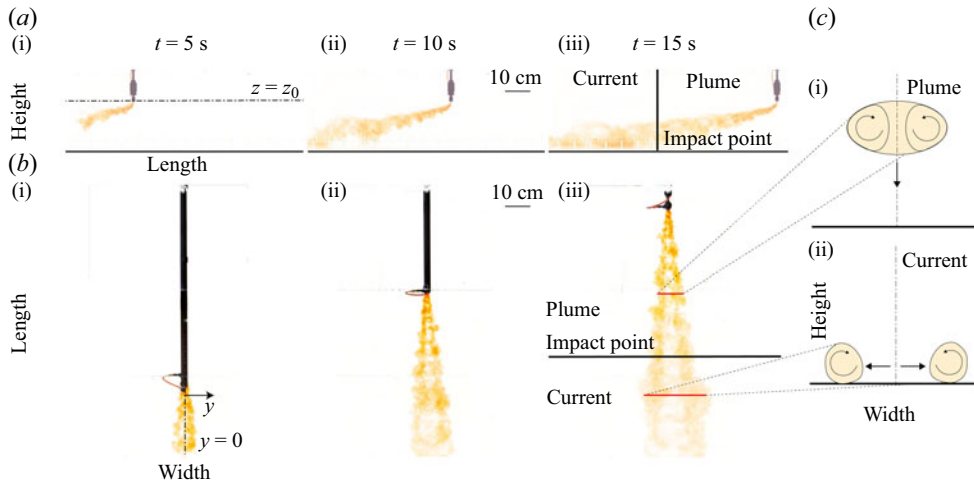 (a)
(c)
(i) t = 5 s (ii) t = 10 s (iii) t = 15 s
z = z0
10 cm
Current Plume
Impact point
Height
Length
(i) Plume
(b)
(i) (ii) (iii)
10 cm
Length
y
y = 0
Width
Plume
Impact point
Current
(ii)
Current
Height
Width